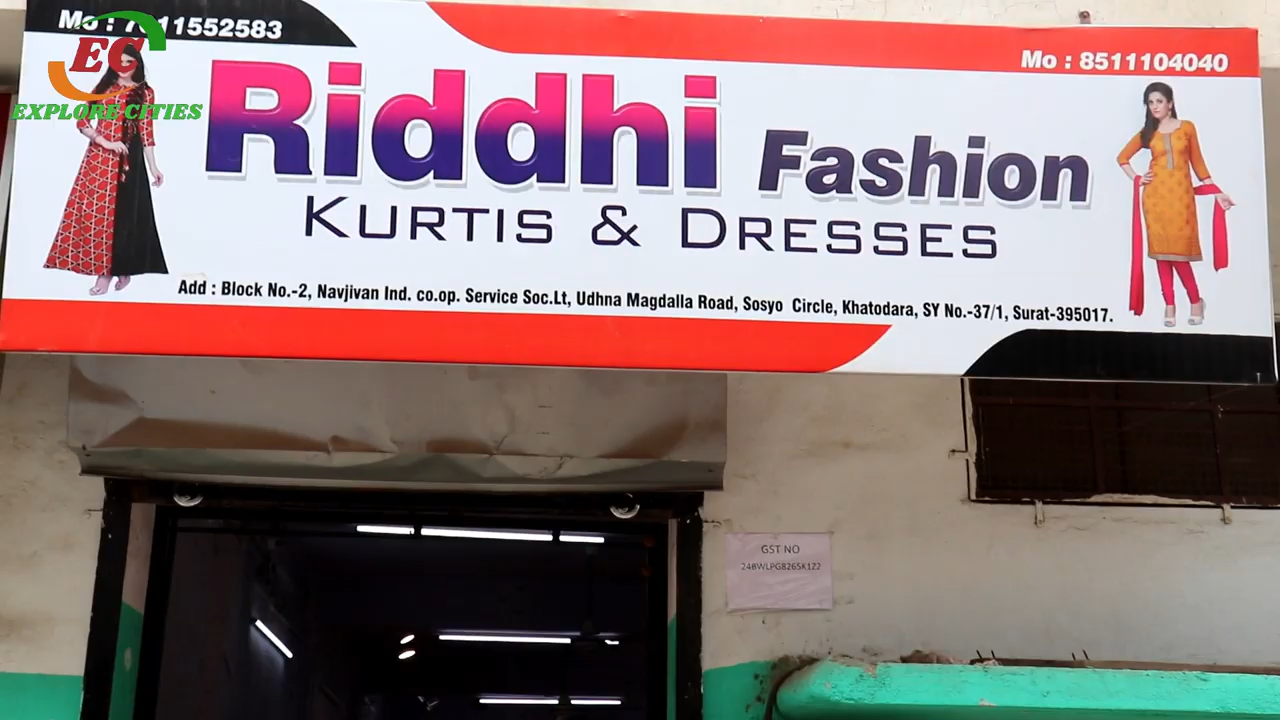 Mo : 8511104040
EC
EXPLORE CITIES
Riddhi Fashion
KURTIS & DRESSES
Add : Block No.-2, Navjivan Ind. co.op. Service Soc.Lt, Udhna Magdalla Road, Sosyo Circle, Khatodara, SY No.-37/1, Surat-395017.
GST NO